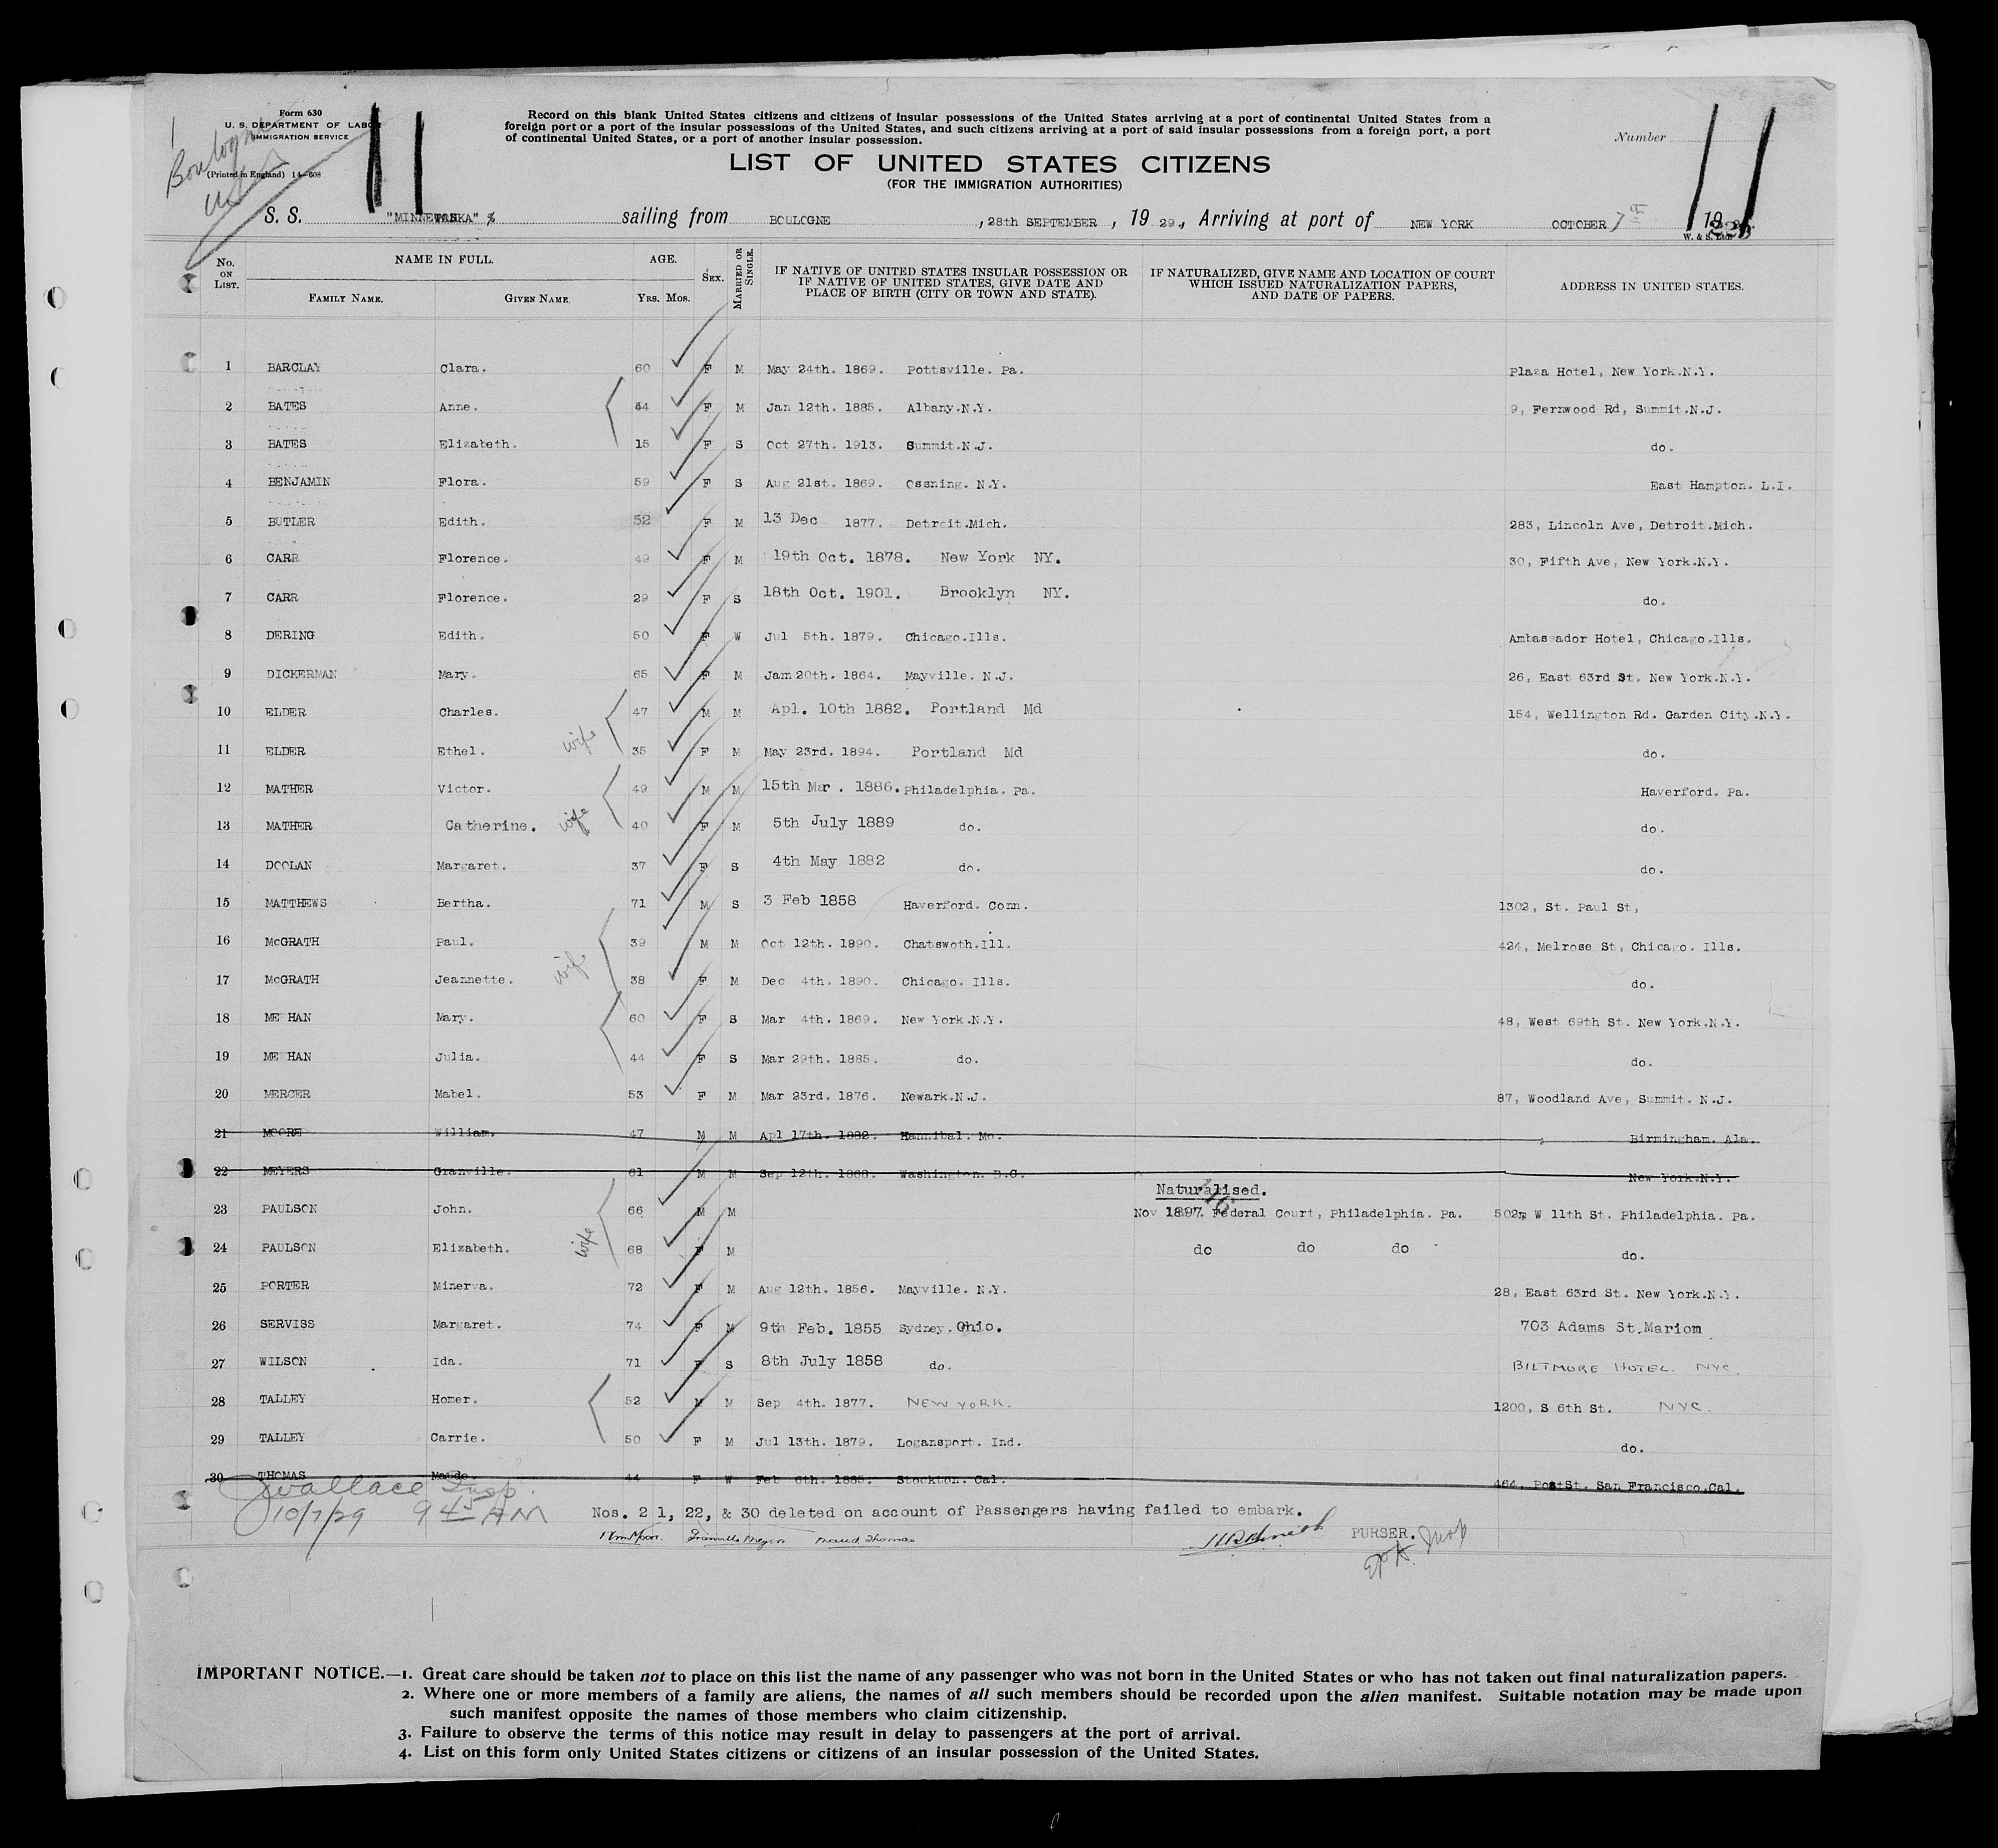 Form 630
U. S. DEPARTMENT OF LABOR
IMMIGRATION SERVICE
(Printed in England) 14-608
Boulogne
Record on this blank United States citizens and citizens of insular possessions of the United States arriving at a port of continental United States from a
foreign port or a port of the insular possessions of the United States, and such citizens arriving at a port of said insular possessions from a foreign port, a port
of continental United States, or a port of another insular possession.
Number
11
LIST OF UNITED STATES CITIZENS
(FOR THE IMMIGRATION AUTHORITIES)
S. S. "MINNEWASKA" sailing from BOULOGNE, 28th SEPTEMBER, 19 29., Arriving at port of NEW YORK OCTOBER 7th 19
W. & S. Ltd.
No. ON LIST. NAME IN FULL. AGE. SEX. MARRIED OR SINGLE. IF NATIVE OF UNITED STATES INSULAR POSSESSION OR IF NATIVE OF UNITED STATES, GIVE DATE AND PLACE OF BIRTH (CITY OR TOWN AND STATE). IF NATURALIZED, GIVE NAME AND LOCATION OF COURT WHICH ISSUED NATURALIZATION PAPERS, AND DATE OF PAPERS. ADDRESS IN UNITED STATES.
FAMILY NAME. GIVEN NAME. YRS. MOS.
1 BARCLAY Clara. 60 F M May 24th. 1869. Pottsville. Pa. Plaza Hotel, New York.N.Y.
2 BATES Anne. 44 F M Jan 12th. 1885. Albany.N.Y. 9, Fernwood Rd, Summit.N.J.
3 BATES Elizabeth. 15 F S Oct 27th. 1913. Summit.N.J. do.
4 BENJAMIN Flora. 59 F S Aug 21st. 1869. Ossning. N.Y. East Hampton. L.I.
5 BUTLER Edith. 52 F M 13 Dec 1877. Detroit.Mich. 283, Lincoln Ave, Detroit.Mich.
6 CARR Florence. 49 F M 19th Oct. 1878. New York NY. 30, Fifth Ave, New York.N.Y.
7 CARR Florence. 29 F S 18th Oct. 1901. Brooklyn NY. do.
8 DERING Edith. 50 F W Jul 5th. 1879. Chicago.Ills. Ambassador Hotel, Chicago.Ills.
9 DICKERMAN Mary. 65 F M Jan 20th. 1864. Mayville. N.J. 26, East 63rd St. New York.N.Y.
10 ELDER Charles. 47 M M Apl. 10th 1882. Portland Md 154, Wellington Rd. Garden City.N.Y.
11 ELDER Ethel. wife 35 F M May 23rd. 1894. Portland Md do.
12 MATHER Victor. 49 M M 15th Mar. 1886. Philadelphia. Pa. Haverford. Pa.
13 MATHER Catherine. wife 40 F M 5th July 1889 do. do.
14 DOOLAN Margaret. 37 F S 4th May 1882 do. do.
15 MATTHEWS Bertha. 71 M S 3 Feb 1858 Haverford. Conn. 1302, St. Paul St,
16 McGRATH Paul. 39 M M Oct 12th. 1890. Chatswoth.Ill. 424, Melrose St, Chicago. Ills.
17 McGRATH Jeannette. wife 38 F M Dec 4th. 1890. Chicago. Ills. do.
18 MEHAN Mary. 60 F S Mar 4th. 1869. New York.N.Y. 48, West 69th St. New York.N.Y.
19 MEHAN Julia. 44 F S Mar 29th. 1885. do. do.
20 MERCER Mabel. 53 F M Mar 23rd. 1876. Newark.N.J. 87, Woodland Ave, Summit. N.J.
21 MOORE William. 47 M M Apl 17th. 1882. Hannibal. Mo. Birmingham. Ala.
22 MEYERS Granville. 61 M M Sep 12th. 1868. Washington. D.C. New York.N.Y.
Naturalised.
23 PAULSON John. 66 M M Nov 1897. Federal Court, Philadelphia. Pa. 502, W 11th St. Philadelphia. Pa.
24 PAULSON Elizabeth. wife 68 F M do do do do.
25 PORTER Minerva. 72 F M Aug 12th. 1856. Mayville. N.Y. 28, East 63rd St. New York.N.Y.
26 SERVISS Margaret. 74 F M 9th Feb. 1855 Sydney. Ohio. 703 Adams St.Marion
27 WILSON Ida. 71 F S 8th July 1858 do. BILTMORE HOTEL. NYC.
28 TALLEY Homer. 52 M M Sep 4th. 1877. NEW YORK. 1200, S 6th St. NYC.
29 TALLEY Carrie. 50 F M Jul 13th. 1879. Logansport. Ind. do.
30 THOMAS Maude. 44 F W Feb 6th. 1885. Stockton. Cal. 464, PostSt. San Francisco.Cal.
JWallace Insp.
10/7/29 9 45 AM
Nos. 2 1, 22, & 30 deleted on account of Passengers having failed to embark.
Wm Moon. Granville Meyers Maud Thomas
PURSER.
IMPORTANT NOTICE.—1. Great care should be taken not to place on this list the name of any passenger who was not born in the United States or who has not taken out final naturalization papers.
2. Where one or more members of a family are aliens, the names of all such members should be recorded upon the alien manifest. Suitable notation may be made upon
such manifest opposite the names of those members who claim citizenship.
3. Failure to observe the terms of this notice may result in delay to passengers at the port of arrival.
4. List on this form only United States citizens or citizens of an insular possession of the United States.